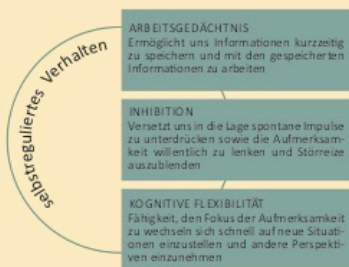 selbstreguliertes Verhalten
ARBEITSGEDÄCHTNIS
Ermöglicht uns Informationen kurzzeitig
zu speichern und mit den gespeicherten
Informationen zu arbeiten
INHIBITION
Versetzt uns in die Lage spontane Impulse
zu unterdrücken sowie die Aufmerksam-
keit willentlich zu lenken und Störreize
auszublenden
KOGNITIVE FLEXIBILITÄT
Fähigkeit, den Fokus der Aufmerksamkeit
zu wechseln sich schnell auf neue Situati-
onen einzustellen und andere Perspekti-
ven einzunehmen